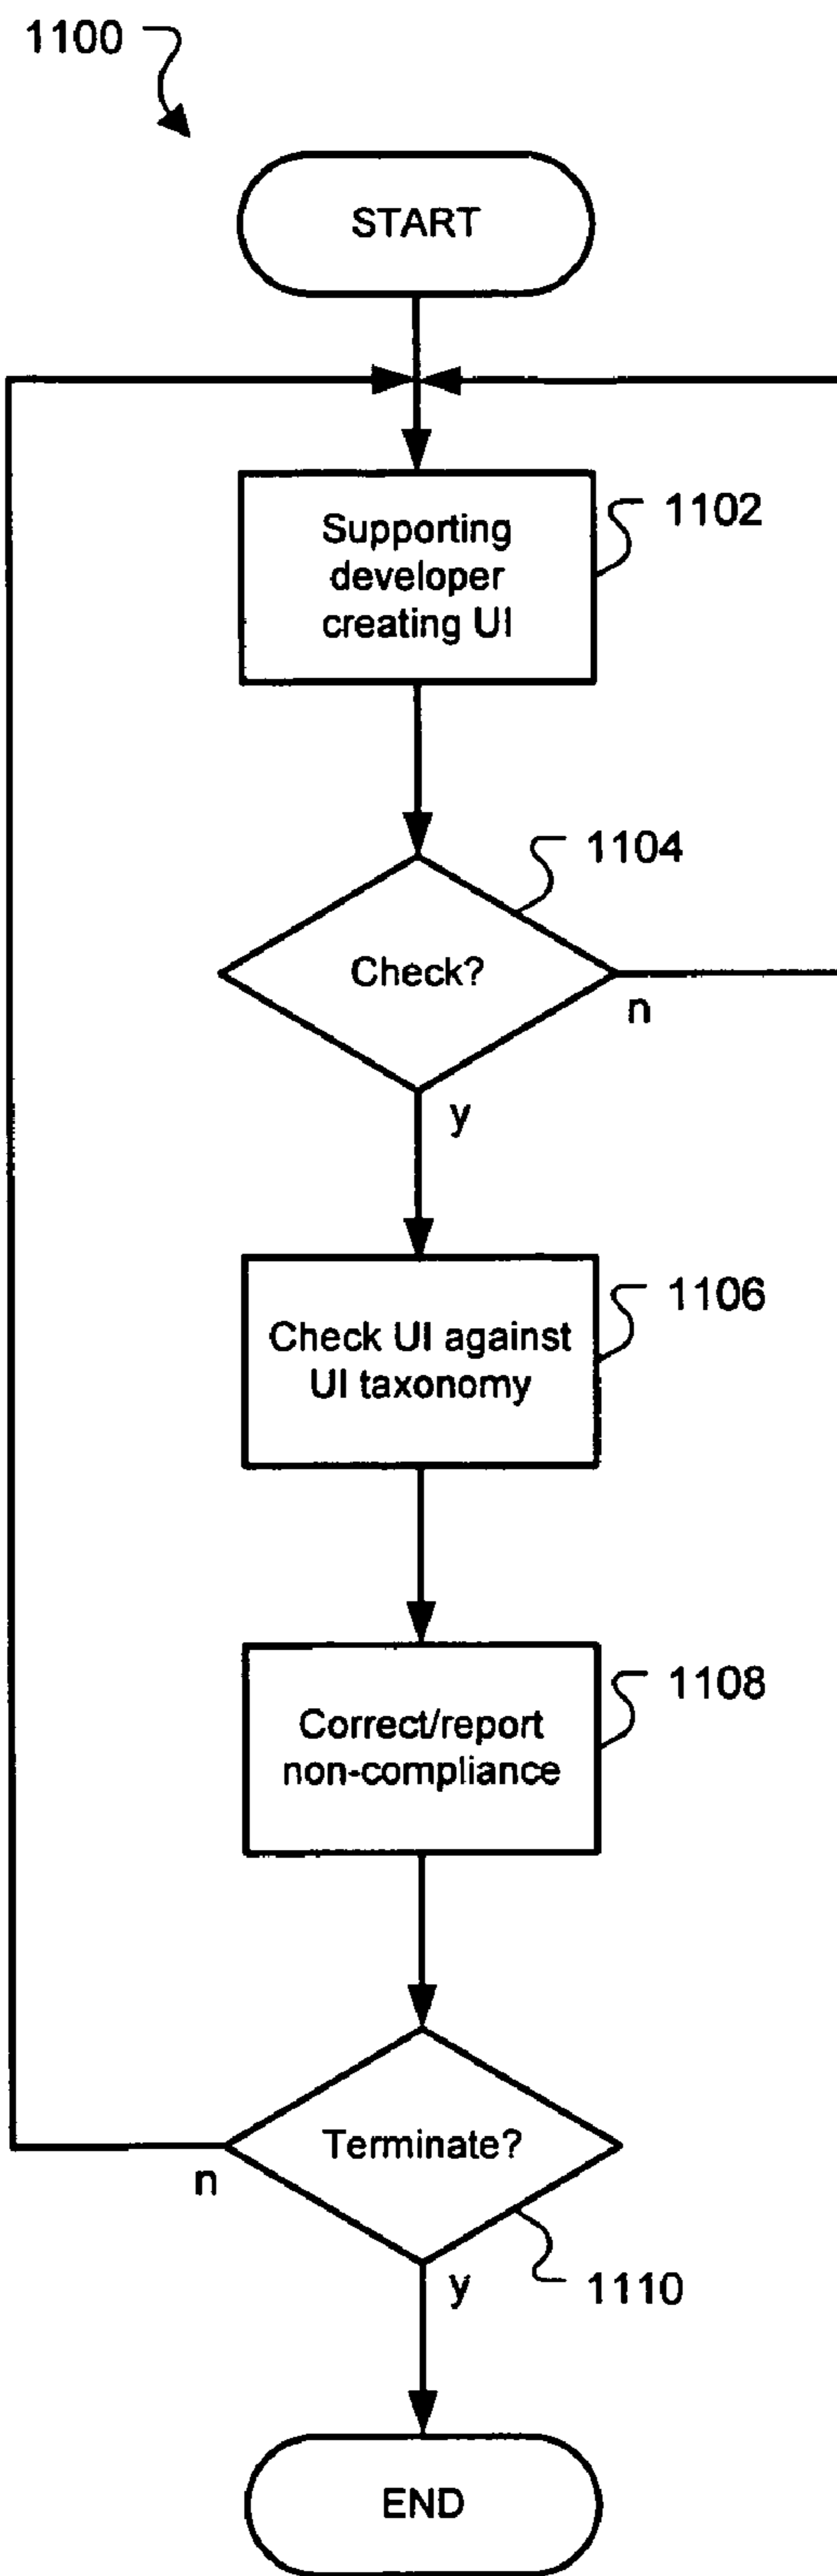 1100
START
Supporting
developer
creating UI
1102
1104
Check?
n
y
Check UI against
UI taxonomy
1106
Correct/report
non-compliance
1108
Terminate?
n
y
1110
END